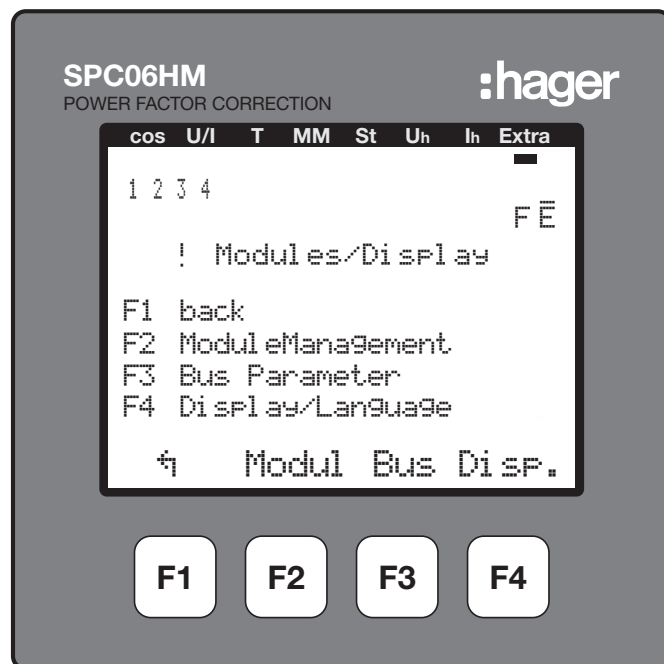 SPC06HM :hager
POWER FACTOR CORRECTION
cos U/I T MM St Uh Ih Extra
1 2 3 4
F Ē
! Modules/Display
F1 back
F2 ModuleManagement
F3 Bus Parameter
F4 Display/Language
↰ Modul Bus Disp.
F1 F2 F3 F4